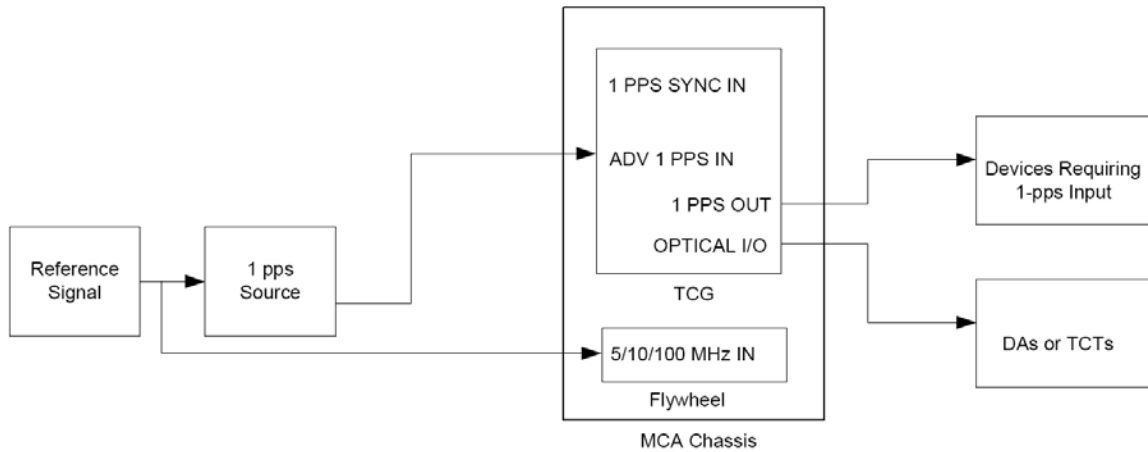 Reference
Signal
1 pps
Source
1 PPS SYNC IN
ADV 1 PPS IN
1 PPS OUT
OPTICAL I/O
TCG
5/10/100 MHz IN
Flywheel
MCA Chassis
Devices Requiring
1-pps Input
DAs or TCTs